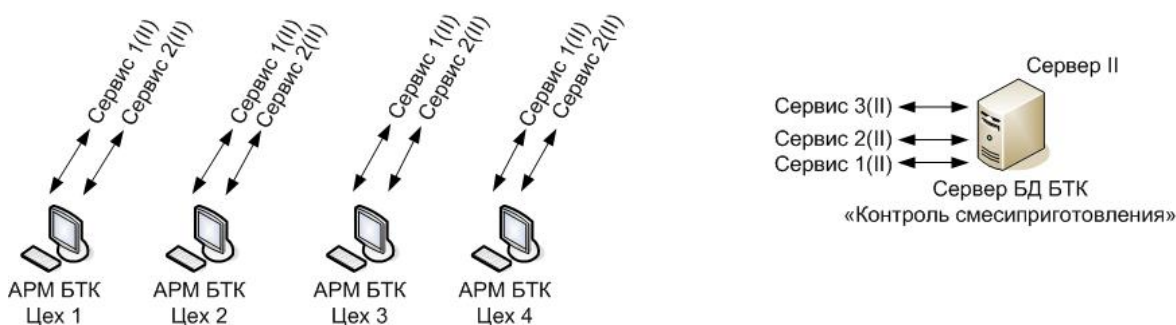 Сервис 1(II)
Сервис 2(II)
Сервис 1(II)
Сервис 2(II)
Сервис 1(II)
Сервис 2(II)
Сервис 1(II)
Сервис 2(II)
Сервер II
Сервис 3(II)
Сервис 2(II)
Сервис 1(II)
Сервер БД БТК
«Контроль смесиприготовления»
АРМ БТК
Цех 1
АРМ БТК
Цех 2
АРМ БТК
Цех 3
АРМ БТК
Цех 4